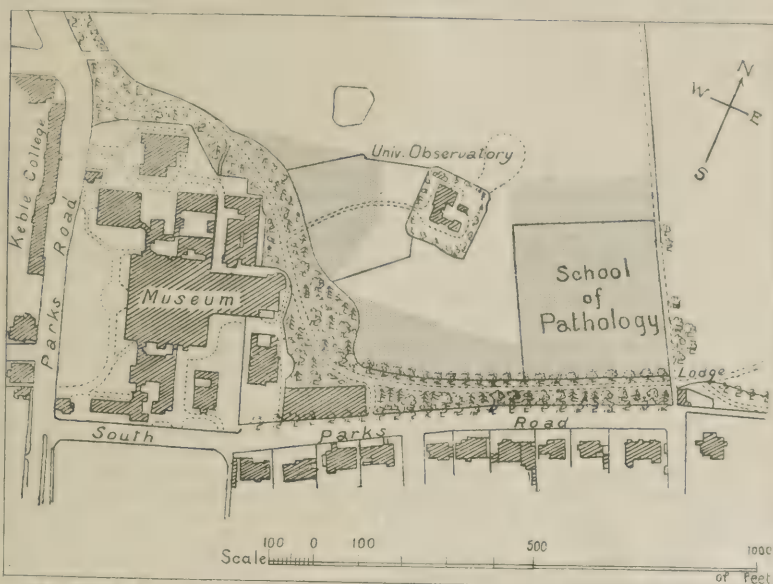 N
W
E
S
Univ. Observatory
Keble College
Parks Road
Museum
School
of
Pathology
Lodge
South Parks Road
100 0 100 500 1000
Scale of Feet